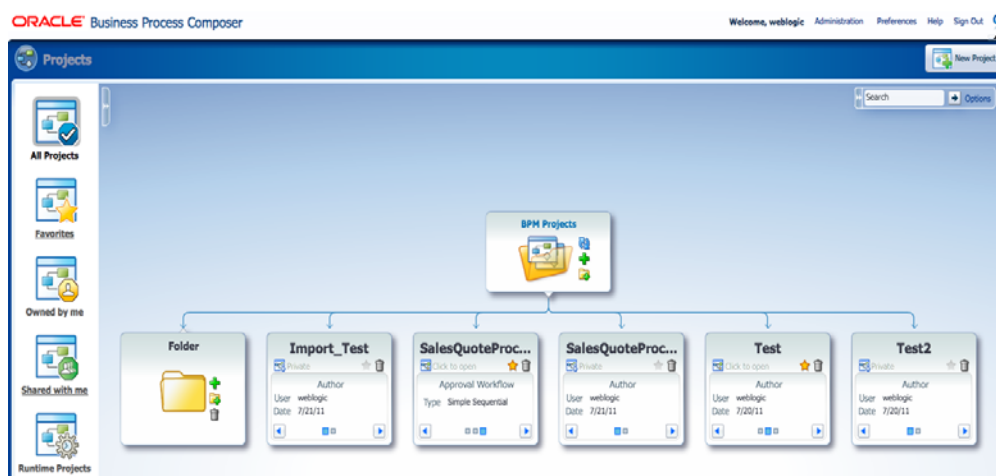 ORACLE Business Process Composer
Welcome, weblogic Administration Preferences Help Sign Out
Projects
New Project
Search Options
All Projects
Favorites
Owned by me
Shared with me
Runtime Projects
BPM Projects
Folder
Import_Test
Private
Author
User weblogic
Date 7/21/11
SalesQuoteProc...
Click to open
Approval Workflow
Type Simple Sequential
SalesQuoteProc...
Private
Author
User weblogic
Date 7/21/11
Test
Click to open
Author
User weblogic
Date 7/20/11
Test2
Private
Author
User weblogic
Date 7/20/11